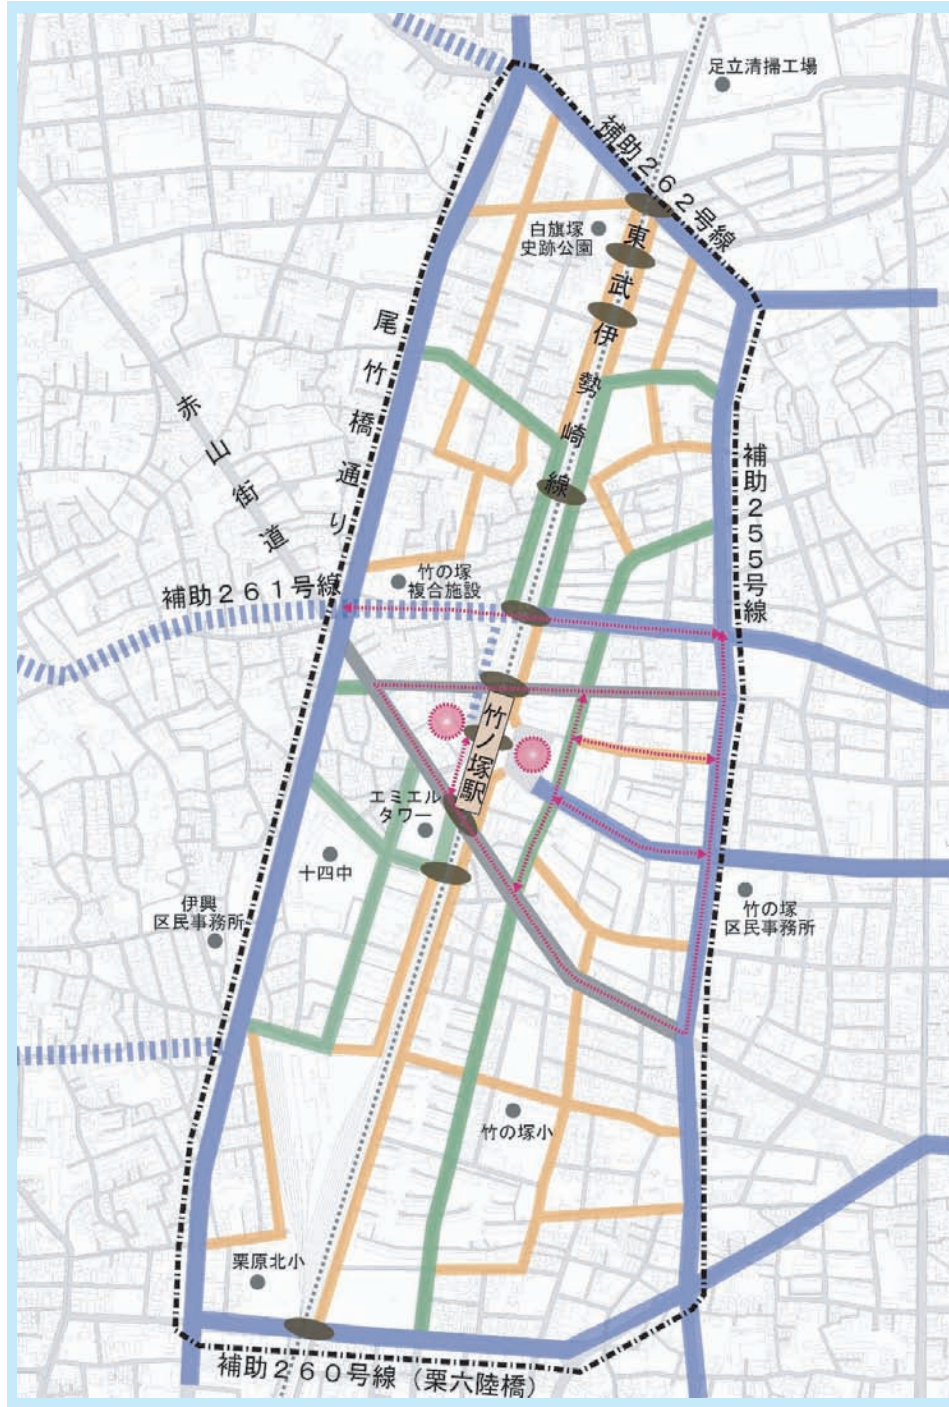 足立清掃工場
補助262号線
白旗塚
史跡公園
東武伊勢崎線
尾竹橋通り
赤山街道
補助255号線
竹の塚
複合施設
補助261号線
竹ノ塚駅
エミエル
タワー
十四中
伊興
区民事務所
竹の塚
区民事務所
竹の塚小
栗原北小
補助260号線(栗六陸橋)